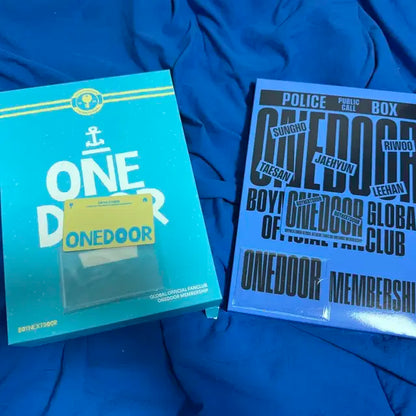 ONE
DOOR
ONEDOOR
GLOBAL OFFICIAL FANCLUB
ONEDOOR MEMBERSHIP
BOYNEXTDOOR
POLICE PUBLIC CALL BOX
ONEDOOR
SUNGHO
RIWOO
JAEHYUN
TAESAN
LEEHAN
GLOBAL
ONEDOOR
CLUB
ONEDOOR MEMBERSHI